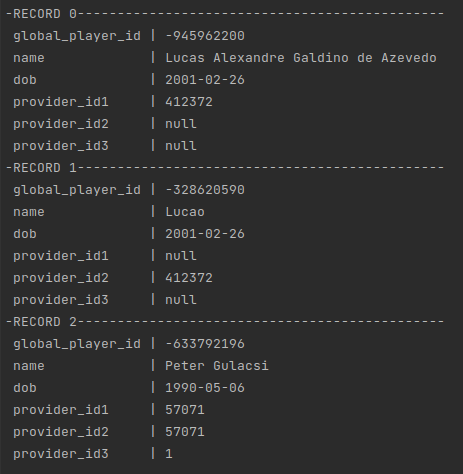 -RECORD 0-----------------------------------------------
 global_player_id | -945962200
 name             | Lucas Alexandre Galdino de Azevedo
 dob              | 2001-02-26
 provider_id1     | 412372
 provider_id2     | null
 provider_id3     | null
-RECORD 1-----------------------------------------------
 global_player_id | -328620590
 name             | Lucao
 dob              | 2001-02-26
 provider_id1     | null
 provider_id2     | 412372
 provider_id3     | null
-RECORD 2-----------------------------------------------
 global_player_id | -633792196
 name             | Peter Gulacsi
 dob              | 1990-05-06
 provider_id1     | 57071
 provider_id2     | 57071
 provider_id3     | 1